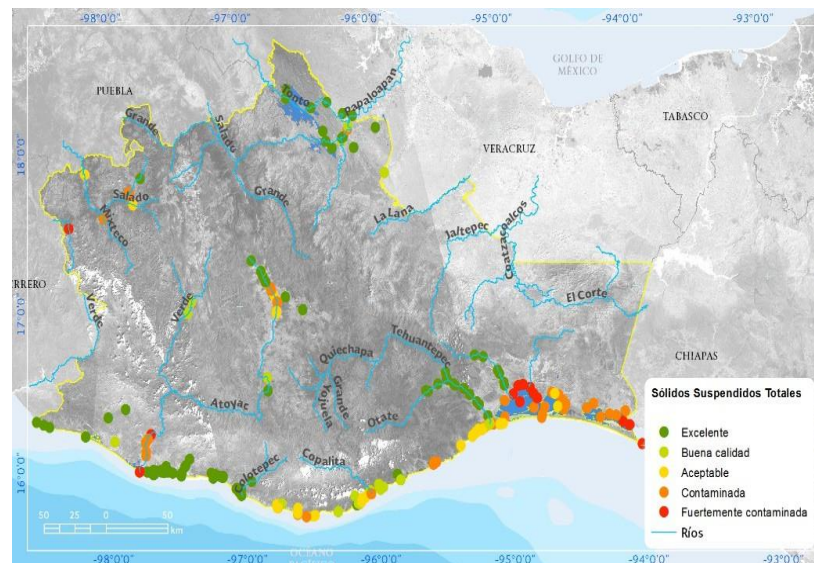 -98°0'0" -97°0'0" -96°0'0" -95°0'0" -94°0'0" -93°0'0"
GOLFO DE
MÉXICO
PUEBLA
TABASCO
VERACRUZ
CHIAPAS
18°0'0"
17°0'0"
16°0'0"
Tonto
Papaloapan
Grande
Salado
Grande
Salado
Mixteco
La Lana
Jaltepec
Coatzacoalcos
El Corte
RRERO
Verde
Verde
Quiechapa
Tehuantepec
Grande
Yojuela
Atoyac
Otate
Copalita
Colotepec
Sólidos Suspendidos Totales
Excelente
Buena calidad
Aceptable
Contaminada
Fuertemente contaminada
Ríos
50 25 0 50
km
OCÉANO
-98°0'0" -97°0'0" -96°0'0" -95°0'0" -94°0'0" -93°0'0"